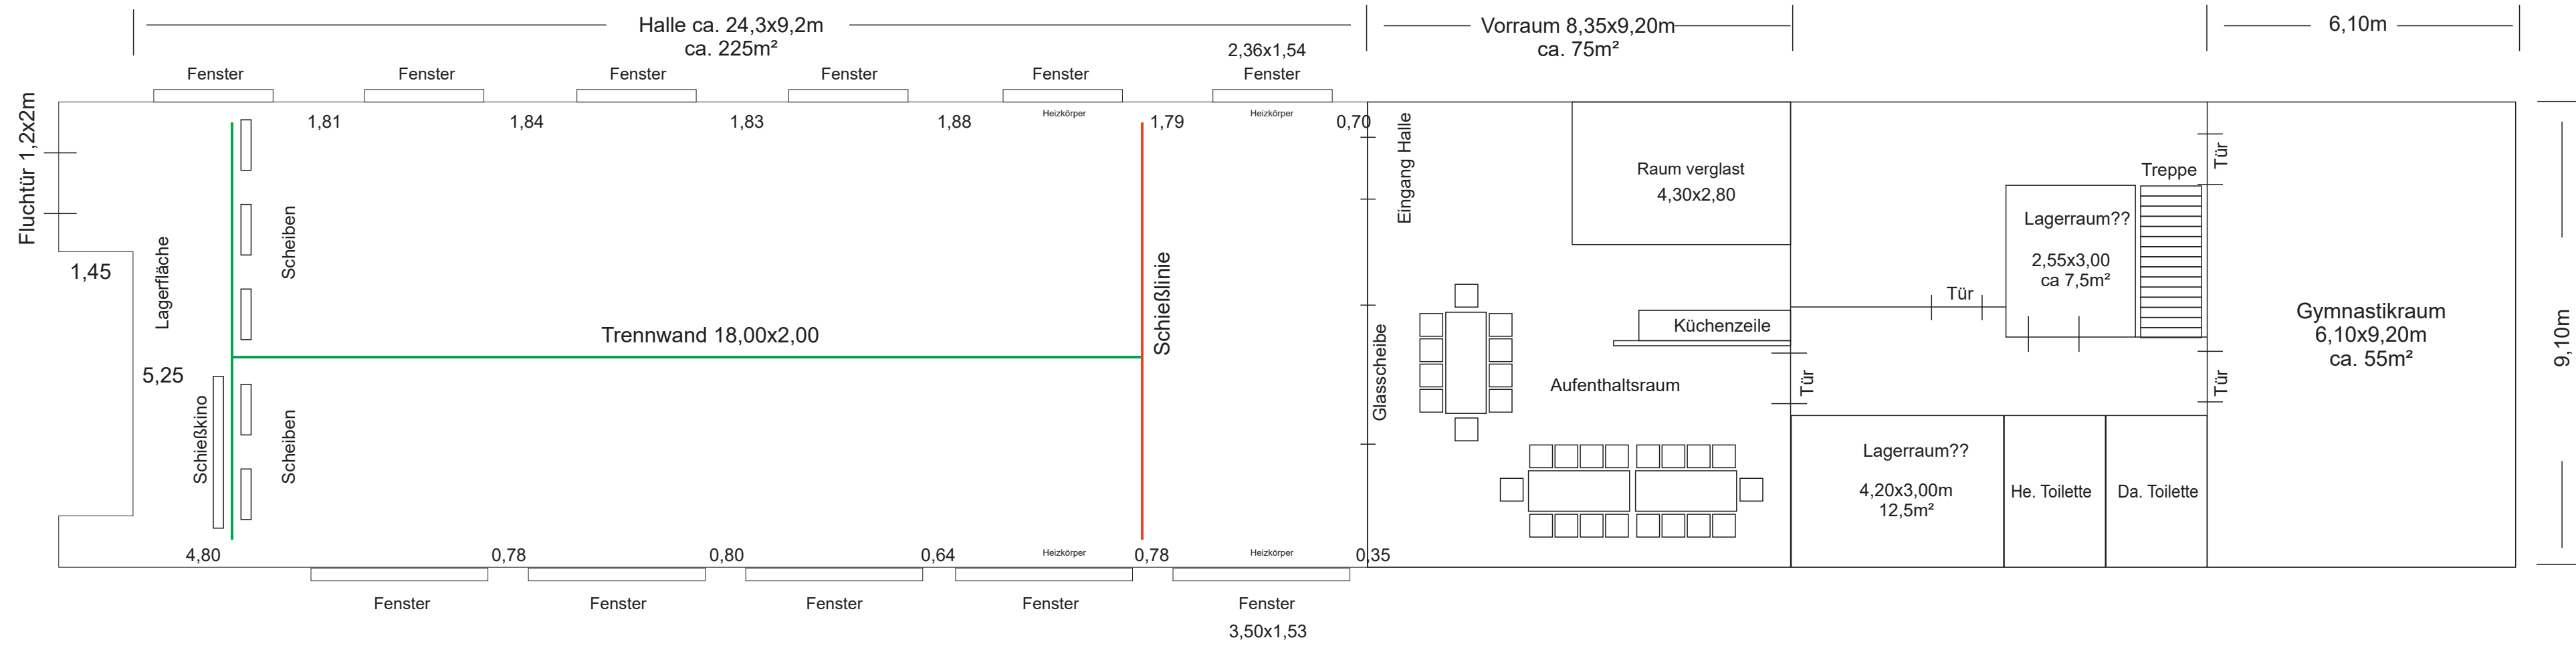 Halle ca. 24,3x9,2m
ca. 225m²
Vorraum 8,35x9,20m
ca. 75m²
6,10m
2,36x1,54
Fenster
Fenster
Fenster
Fenster
Fenster
Fenster
Fluchtür 1,2x2m
1,81
1,84
1,83
1,88
Heizkörper
1,79
Heizkörper
0,70
Eingang Halle
Raum verglast
4,30x2,80
Tür
Treppe
Lagerraum??
2,55x3,00
ca 7,5m²
1,45
Lagerfläche
Scheiben
Trennwand 18,00x2,00
Schießlinie
Tür
Küchenzeile
Gymnastikraum
6,10x9,20m
ca. 55m²
9,10m
5,25
Schießkino
Scheiben
Glasscheibe
Aufenthaltsraum
Tür
Tür
Lagerraum??
4,20x3,00m
12,5m²
He. Toilette
Da. Toilette
4,80
0,78
0,80
0,64
Heizkörper
0,78
Heizkörper
0,35
Fenster
Fenster
Fenster
Fenster
Fenster
3,50x1,53